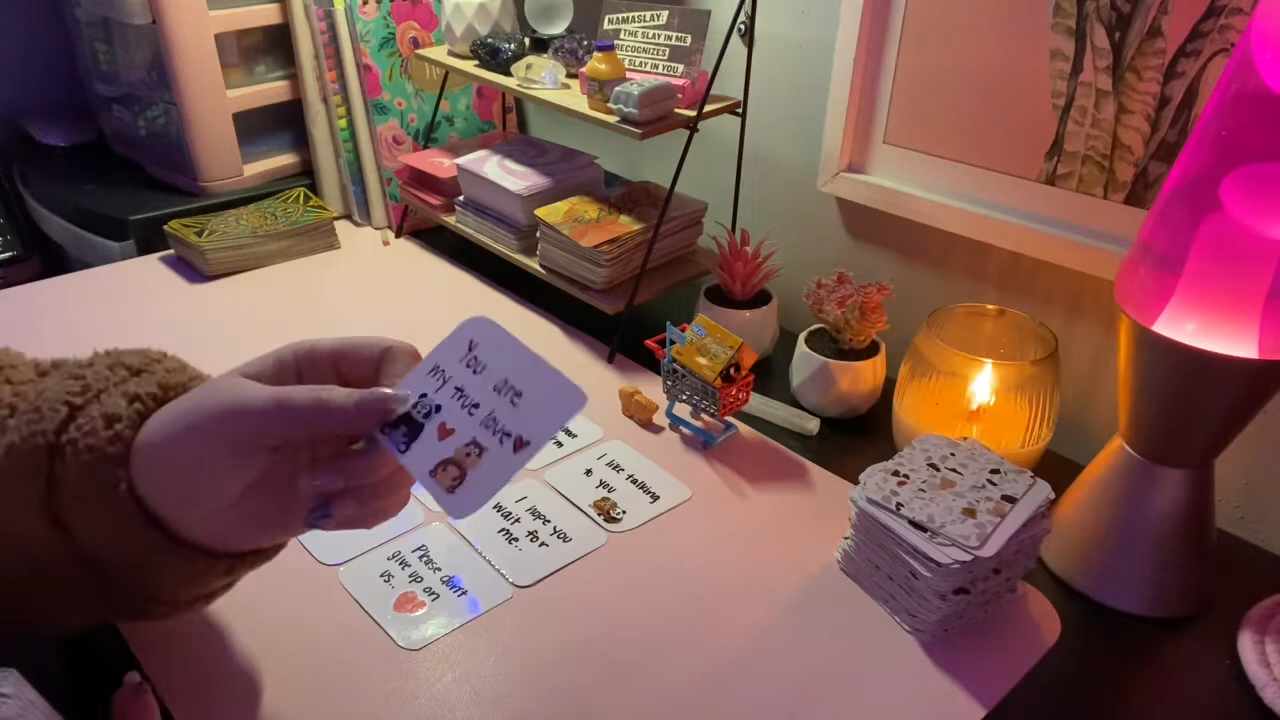 NAMASLAY:
THE SLAY IN ME
RECOGNIZES
THE SLAY IN YOU.
You are
my true love
I like talking
to you
I hope you
wait for
me..
Please don't
give up on
us..